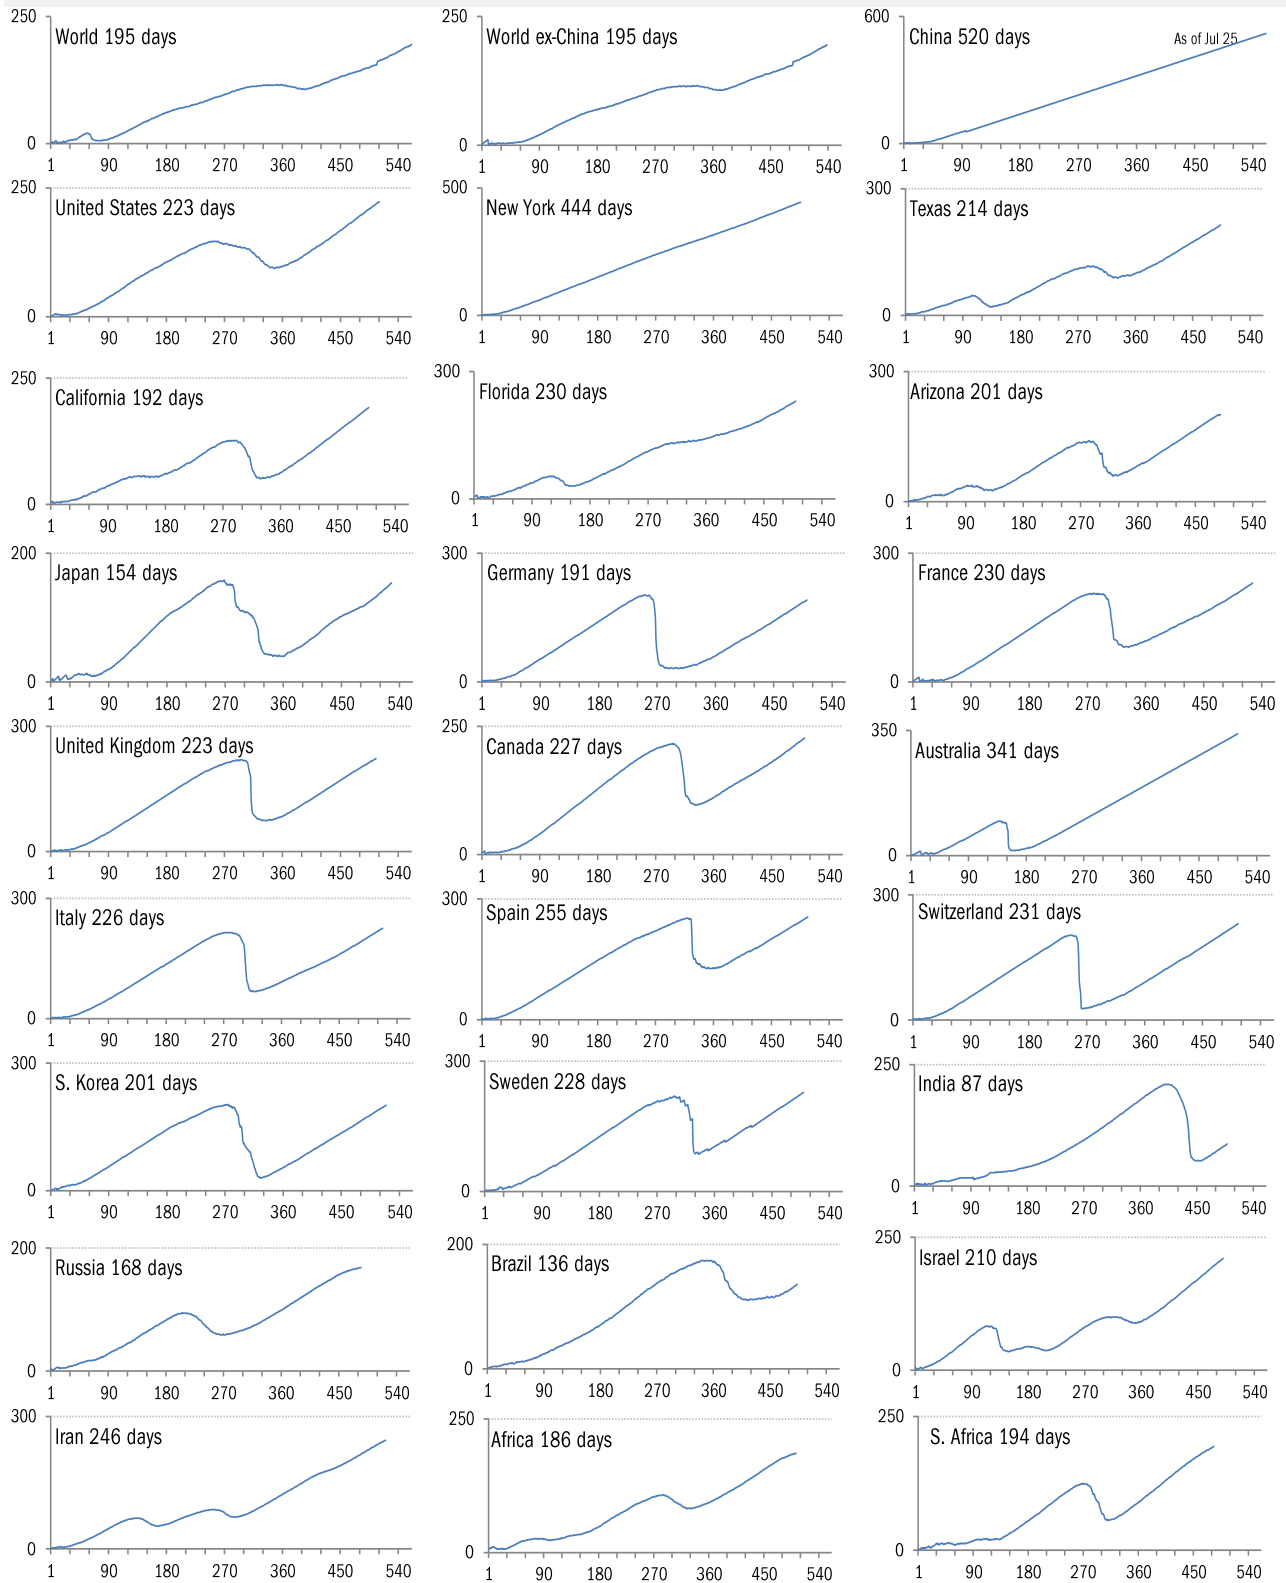 250
World 195 days
0
1 90 180 270 360 450 540
250
World ex-China 195 days
0
1 90 180 270 360 450 540
600
China 520 days
As of Jul 25
0
1 90 180 270 360 450 540
250
United States 223 days
0
1 90 180 270 360 450 540
500
New York 444 days
0
1 90 180 270 360 450 540
300
Texas 214 days
0
1 90 180 270 360 450 540
250
California 192 days
0
1 90 180 270 360 450 540
300
Florida 230 days
0
1 90 180 270 360 450 540
300
Arizona 201 days
0
1 90 180 270 360 450 540
200
Japan 154 days
0
1 90 180 270 360 450 540
300
Germany 191 days
0
1 90 180 270 360 450 540
300
France 230 days
0
1 90 180 270 360 450 540
300
United Kingdom 223 days
0
1 90 180 270 360 450 540
250
Canada 227 days
0
1 90 180 270 360 450 540
350
Australia 341 days
0
1 90 180 270 360 450 540
300
Italy 226 days
0
1 90 180 270 360 450 540
300
Spain 255 days
0
1 90 180 270 360 450 540
300
Switzerland 231 days
0
1 90 180 270 360 450 540
300
S. Korea 201 days
0
1 90 180 270 360 450 540
300
Sweden 228 days
0
1 90 180 270 360 450 540
250
India 87 days
0
1 90 180 270 360 450 540
200
Russia 168 days
0
1 90 180 270 360 450 540
200
Brazil 136 days
0
1 90 180 270 360 450 540
250
Israel 210 days
0
1 90 180 270 360 450 540
300
Iran 246 days
0
1 90 180 270 360 450 540
250
Africa 186 days
0
1 90 180 270 360 450 540
250
S. Africa 194 days
0
1 90 180 270 360 450 540